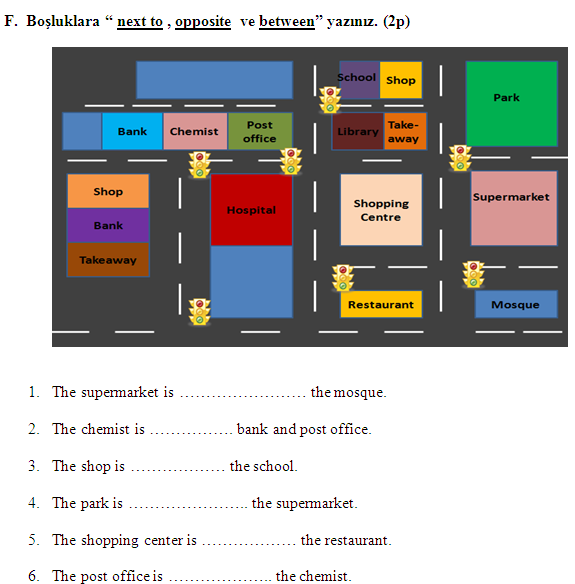 F. Boşluklara “ next to , opposite ve between” yazınız. (2p)
School
Shop
Park
Bank
Chemist
Post
office
Library
Take-
away
Shop
Bank
Takeaway
Hospital
Shopping
Centre
Supermarket
Restaurant
Mosque
1. The supermarket is ........................ the mosque.
2. The chemist is ................ bank and post office.
3. The shop is .................. the school.
4. The park is ....................... the supermarket.
5. The shopping center is .................. the restaurant.
6. The post office is .................... the chemist.